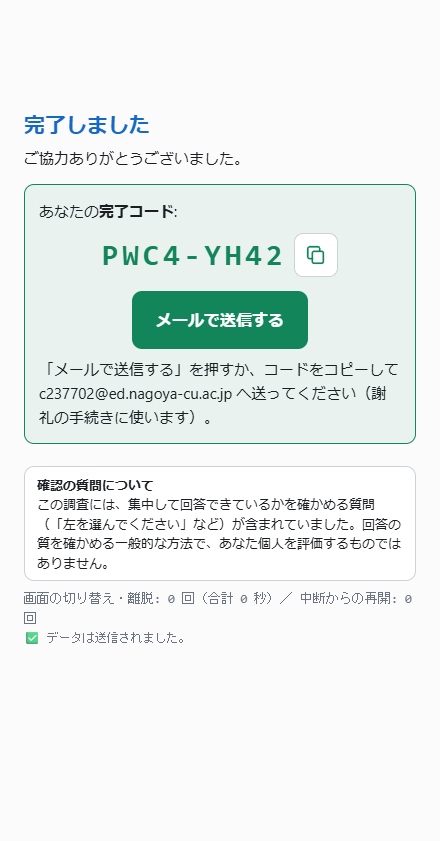 完了しました
ご協力ありがとうございました。
あなたの完了コード:
PWC4-YH42
メールで送信する
「メールで送信する」を押すか、コードをコピーして
c237702@ed.nagoya-cu.ac.jp へ送ってください（謝
礼の手続きに使います）。
確認の質問について
この調査には、集中して回答できているかを確かめる質問
（「左を選んでください」など）が含まれていました。回答の
質を確かめる一般的な方法で、あなた個人を評価するものでは
ありません。
画面の切り替え・離脱: 0 回（合計 0 秒）／ 中断からの再開: 0
回
✅ データは送信されました。